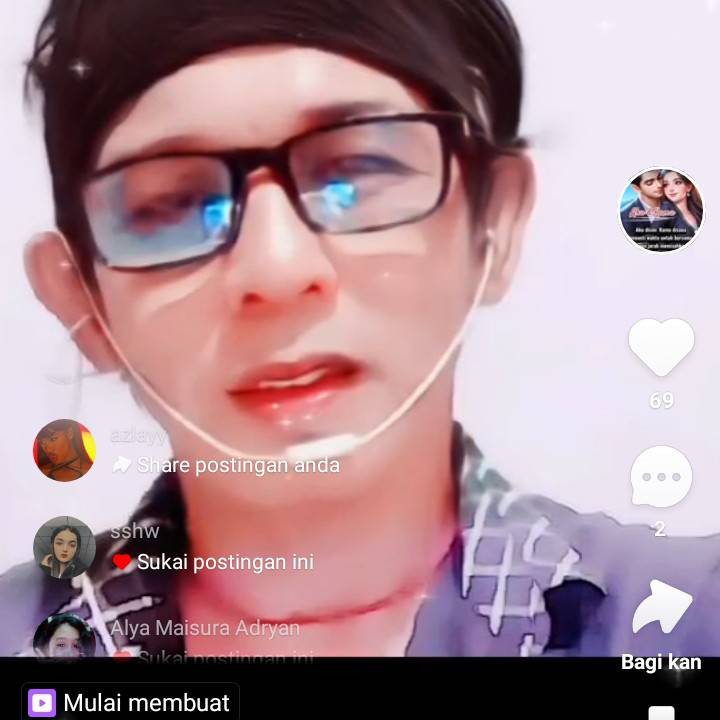 azlayy
Share postingan anda
sshw
Sukai postingan ini
Alya Maisura Adryan
Sukai postingan ini
69
2
Bagi kan
Mulai membuat